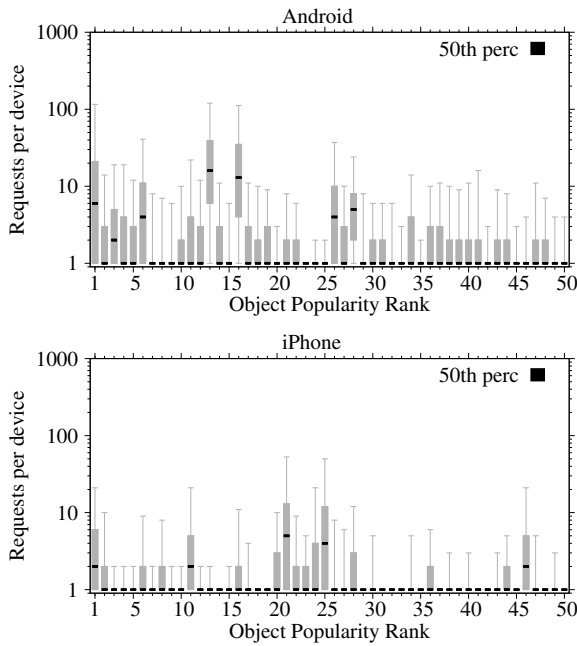 Android
1000
100
10
1
Requests per device
50th perc
1 5 10 15 20 25 30 35 40 45 50
Object Popularity Rank
iPhone
1000
100
10
1
Requests per device
50th perc
1 5 10 15 20 25 30 35 40 45 50
Object Popularity Rank